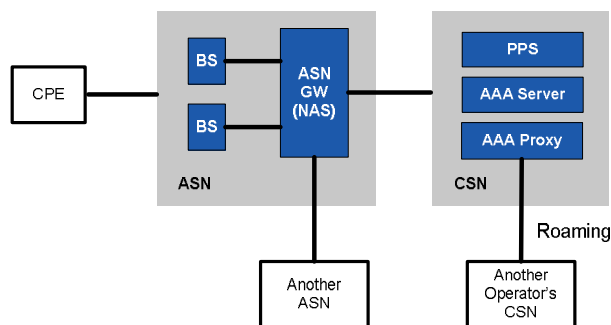 CPE
BS
BS
ASN
GW
(NAS)
ASN
PPS
AAA Server
AAA Proxy
CSN
Roaming
Another
ASN
Another
Operator's
CSN